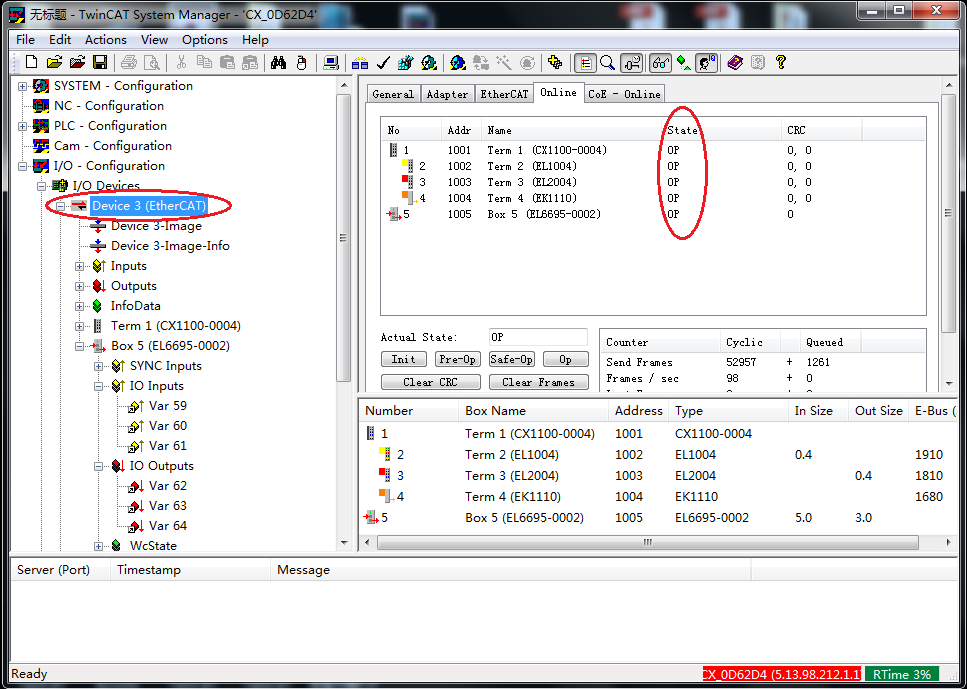 无标题 - TwinCAT System Manager - 'CX_0D62D4'
File Edit Actions View Options Help
SYSTEM - Configuration
NC - Configuration
PLC - Configuration
Cam - Configuration
I/O - Configuration
I/O Devices
Device 3 (EtherCAT)
Device 3-Image
Device 3-Image-Info
Inputs
Outputs
InfoData
Term 1 (CX1100-0004)
Box 5 (EL6695-0002)
SYNC Inputs
IO Inputs
Var 59
Var 60
Var 61
IO Outputs
Var 62
Var 63
Var 64
WcState
General Adapter EtherCAT Online CoE - Online
No Addr Name State CRC
1 1001 Term 1 (CX1100-0004) OP 0, 0
2 1002 Term 2 (EL1004) OP 0, 0
3 1003 Term 3 (EL2004) OP 0, 0
4 1004 Term 4 (EK1110) OP 0, 0
5 1005 Box 5 (EL6695-0002) OP 0
Actual State: OP
Init Pre-Op Safe-Op Op
Clear CRC Clear Frames
Counter Cyclic Queued
Send Frames 52957 + 1261
Frames / sec 98 + 0
Number Box Name Address Type In Size Out Size E-Bus (
1 Term 1 (CX1100-0004) 1001 CX1100-0004
2 Term 2 (EL1004) 1002 EL1004 0.4 1910
3 Term 3 (EL2004) 1003 EL2004 0.4 1810
4 Term 4 (EK1110) 1004 EK1110 1680
5 Box 5 (EL6695-0002) 1005 EL6695-0002 5.0 3.0
Server (Port) Timestamp Message
Ready CX_0D62D4 (5.13.98.212.1.1) RTime 3%